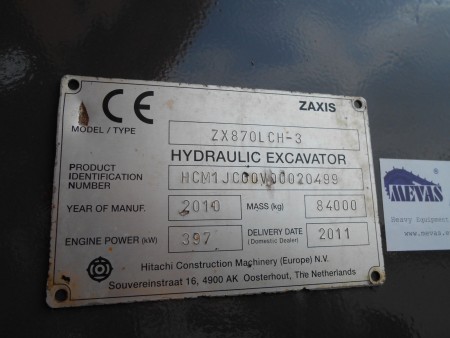 CE ZAXIS
MODEL / TYPE ZX870LCH-3
HYDRAULIC EXCAVATOR
PRODUCT IDENTIFICATION NUMBER HCM1JC00V00020499
YEAR OF MANUF. 2010 MASS (kg) 84000
ENGINE POWER (kW) 397 DELIVERY DATE (Domestic Dealer) 2011
Hitachi Construction Machinery (Europe) N.V.
Souvereinstraat 16, 4900 AK Oosterhout, The Netherlands
MEVAS
Heavy Equipment
www.mevas.